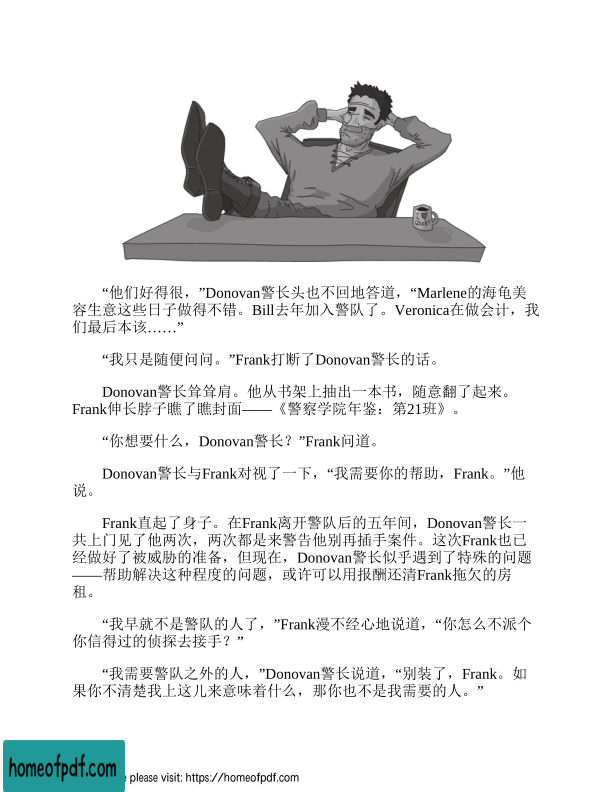 I ♥
“他们好得很，”Donovan警长头也不回地答道，“Marlene的海龟美
容生意这些日子做得不错。Bill去年加入警队了。Veronica在做会计，我
们最后本该……”
“我只是随便问问。”Frank打断了Donovan警长的话。
Donovan警长耸耸肩。他从书架上抽出一本书，随意翻了起来。
Frank伸长脖子瞧了瞧封面——《警察学院年鉴：第21班》。
“你想要什么，Donovan警长？”Frank问道。
Donovan警长与Frank对视了一下，“我需要你的帮助，Frank。”他
说。
Frank直起了身子。在Frank离开警队后的五年间，Donovan警长一
共上门见了他两次，两次都是来警告他别再插手案件。这次Frank也已
经做好了被威胁的准备，但现在，Donovan警长似乎遇到了特殊的问题
——帮助解决这种程度的问题，或许可以用报酬还清Frank拖欠的房
租。
“我早就不是警队的人了，”Frank漫不经心地说道，“你怎么不派个
你信得过的侦探去接手？”
“我需要警队之外的人，”Donovan警长说道，“别装了，Frank。如
果你不清楚我上这儿来意味着什么，那你也不是我需要的人。”
homeofpdf.com
please visit: https://homeofpdf.com